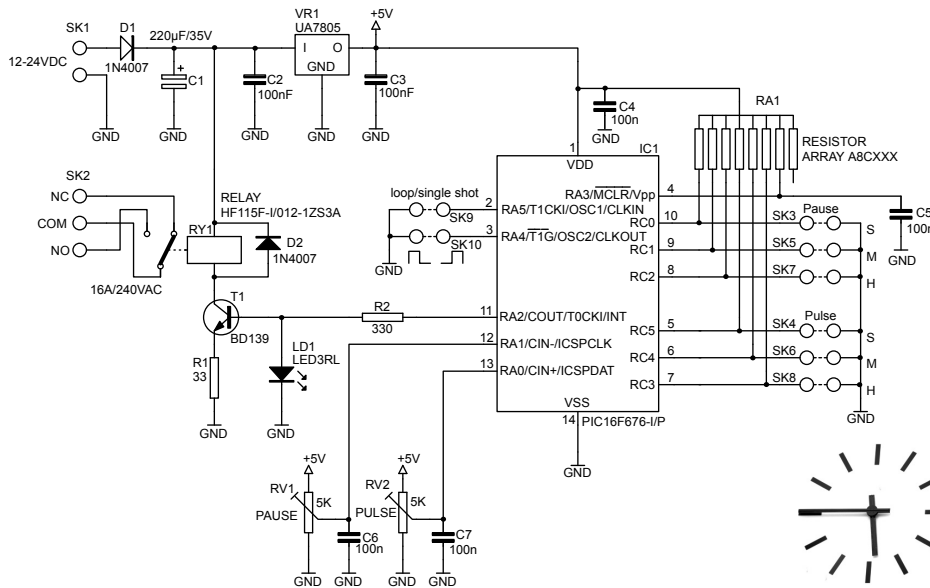 SK1
D1
220µF/35V
VR1
UA7805
+5V
12-24VDC
1N4007
+
C1
I
O
GND
C2
100nF
C3
100nF
GND
GND
GND
GND
GND
C4
100n
GND
RA1
RESISTOR
ARRAY A8CXXX
SK2
NC
COM
NO
RELAY
HF115F-I/012-1ZS3A
RY1
D2
1N4007
16A/240VAC
T1
BD139
R1
33
GND
LD1
LED3RL
GND
R2
330
loop/single shot
SK9
SK10
GND
1
IC1
VDD
RA3/MCLR/Vpp
4
2
RA5/T1CKI/OSC1/CLKIN
RC0
10
3
RA4/T1G/OSC2/CLKOUT
RC1
9
RC2
8
11
RA2/COUT/T0CKI/INT
RC5
5
12
RA1/CIN-/ICSPCLK
RC4
6
13
RA0/CIN+/ICSPDAT
RC3
7
VSS
14
PIC16F676-I/P
GND
C5
100n
GND
SK3
Pause
S
SK5
M
SK7
H
SK4
Pulse
S
SK6
M
SK8
H
GND
+5V
RV1
5K
PAUSE
C6
100n
GND
GND
+5V
RV2
5K
PULSE
C7
100n
GND
GND